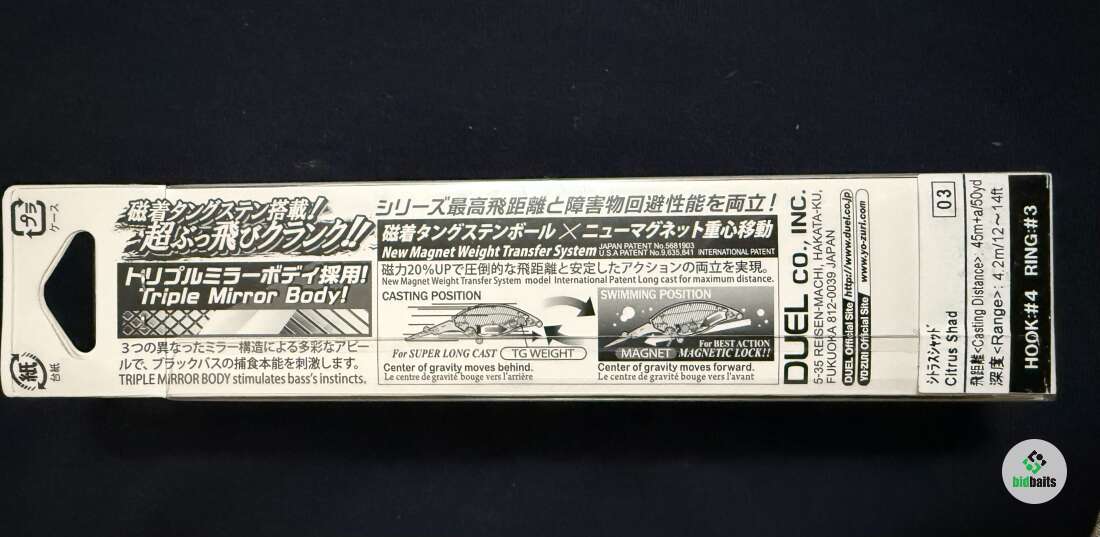 プラ
ケース
紙
台紙
磁着タングステン搭載!
超ぶっ飛びクランク!!
トリプルミラーボディ採用!
Triple Mirror Body!
3つの異なったミラー構造による多彩なアピー
ルで、ブラックバスの捕食本能を刺激します。
TRIPLE MIRROR BODY stimulates bass's instincts.
シリーズ最高飛距離と障害物回避性能を両立!
磁着タングステンボール×ニューマグネット重心移動
New Magnet Weight Transfer System JAPAN PATENT No.5681903
U.S.A PATENT No.9,635,841 INTERNATIONAL PATENT
磁力20%UPで圧倒的な飛距離と安定したアクションの両立を実現。
New Magnet Weight Transfer System model International Patent Long cast for maximum distance.
CASTING POSITION
For SUPER LONG CAST
TG WEIGHT
Center of gravity moves behind.
Le centre de gravité bouge vers l'arrière
SWIMMING POSITION
MAGNET
For BEST ACTION
MAGNETIC LOCK!!
Center of gravity moves forward.
Le centre de gravité bouge vers l'avant
DUEL CO., INC.
5-35 REISEN-MACHI, HAKATA-KU,
FUKUOKA 812-0039 JAPAN
DUEL Official Site http://www.duel.co.jp
YO-ZURI Official Site www.yo-zuri.com
シトラスシャッド
Citrius Shad
03
飛距離<Casting Distance>: 45m+α/50yd
深度<Range>: 4.2m/12〜14ft
HOOK:#4 RING:#3
bidbaits